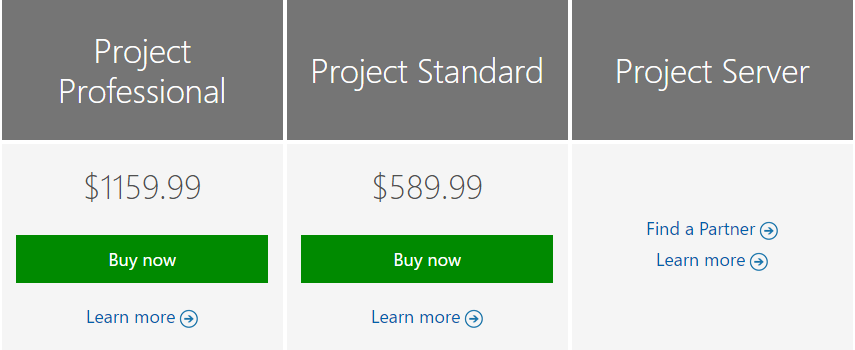 Project
Professional
Project Standard
Project Server
$1159.99
$589.99
Buy now
Buy now
Find a Partner
Learn more
Learn more
Learn more